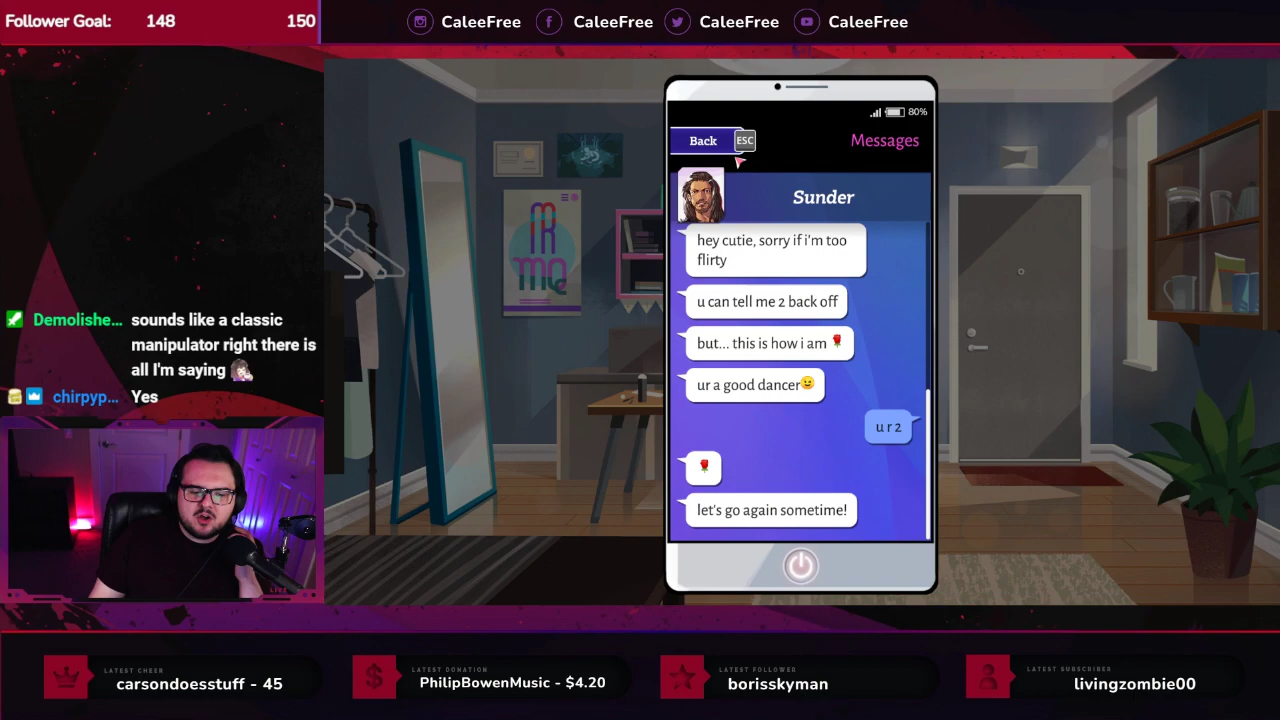 Follower Goal: 148 150
CaleeFree CaleeFree CaleeFree CaleeFree
80%
Back ESC Messages
Sunder
hey cutie, sorry if i'm too
flirty
u can tell me 2 back off
but... this is how i am 🌹
ur a good dancer😉
u r 2
🌹
let's go again sometime!
Demolishe... sounds like a classic
manipulator right there is
all I'm saying
chirpyp... Yes
LIVE
LATEST CHEER
carsondoesstuff - 45
LATEST DONATION
PhilipBowenMusic - $4.20
LATEST FOLLOWER
borisskyman
LATEST SUBSCRIBER
livingzombie00